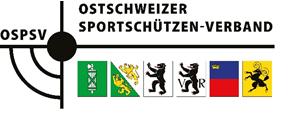 OSTSCHWEIZER
SPORTSCHÜTZEN-VERBAND
OSPSV
V R